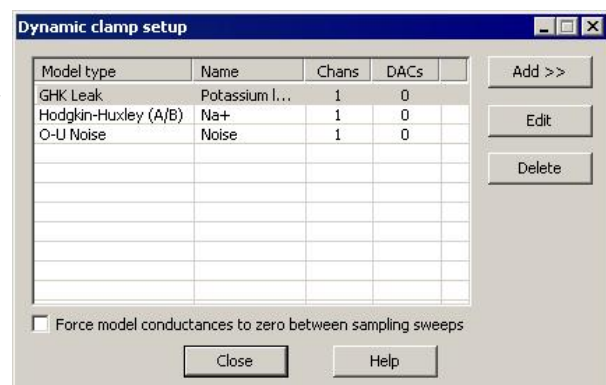 Dynamic clamp setup
Model type Name Chans DACs
GHK Leak Potassium l... 1 0
Hodgkin-Huxley (A/B) Na+ 1 0
O-U Noise Noise 1 0
Add >>
Edit
Delete
Force model conductances to zero between sampling sweeps
Close Help